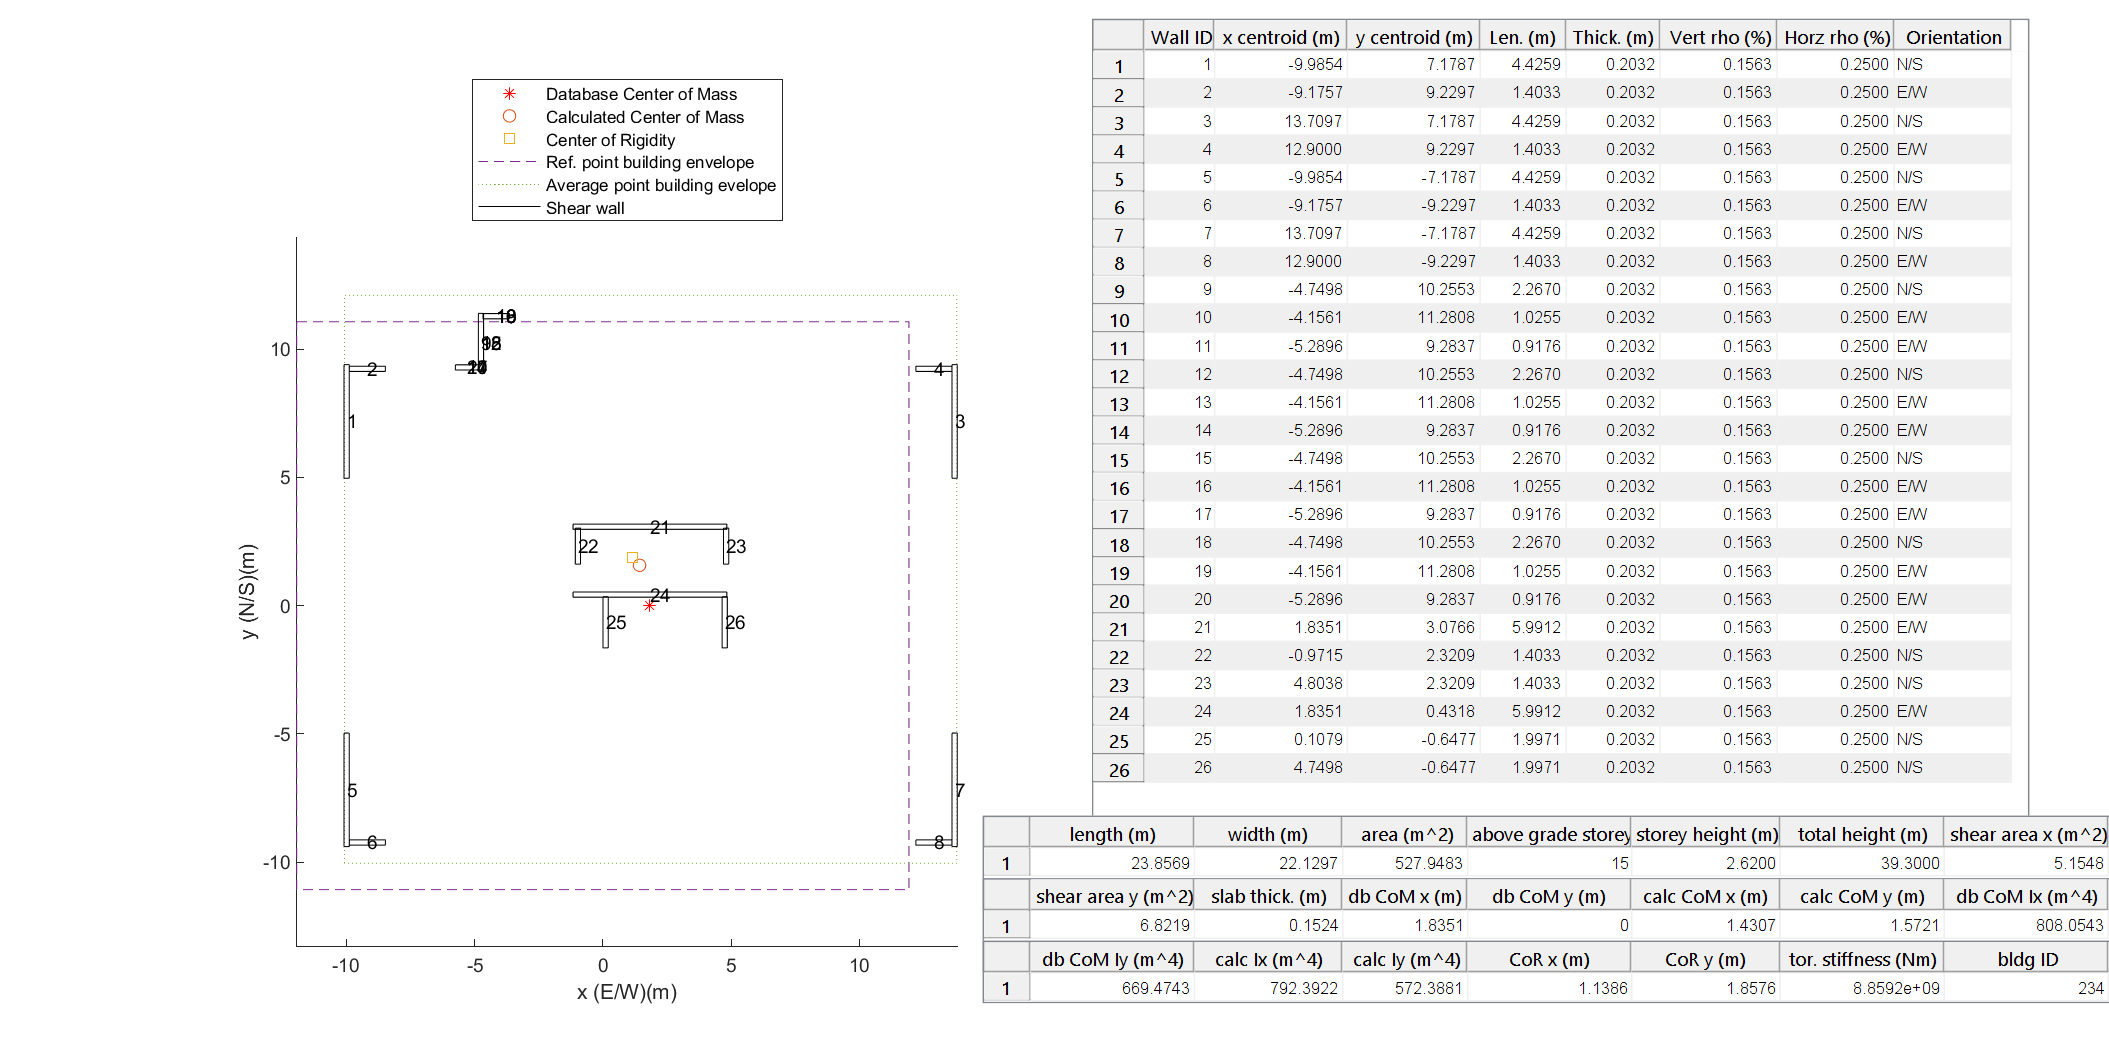 Database Center of Mass
Calculated Center of Mass
Center of Rigidity
Ref. point building envelope
Average point building evelope
Shear wall
10
5
0
-5
-10
-10
-5
0
5
10
y (N/S)(m)
x (E/W)(m)
2
4
1
3
21
22
23
24
25
26
5
7
6
8
Wall ID x centroid (m) y centroid (m) Len. (m) Thick. (m) Vert rho (%) Horz rho (%) Orientation
1 1 -9.9854 7.1787 4.4259 0.2032 0.1563 0.2500 N/S
2 2 -9.1757 9.2297 1.4033 0.2032 0.1563 0.2500 E/W
3 3 13.7097 7.1787 4.4259 0.2032 0.1563 0.2500 N/S
4 4 12.9000 9.2297 1.4033 0.2032 0.1563 0.2500 E/W
5 5 -9.9854 -7.1787 4.4259 0.2032 0.1563 0.2500 N/S
6 6 -9.1757 -9.2297 1.4033 0.2032 0.1563 0.2500 E/W
7 7 13.7097 -7.1787 4.4259 0.2032 0.1563 0.2500 N/S
8 8 12.9000 -9.2297 1.4033 0.2032 0.1563 0.2500 E/W
9 9 -4.7498 10.2553 2.2670 0.2032 0.1563 0.2500 N/S
10 10 -4.1561 11.2808 1.0255 0.2032 0.1563 0.2500 E/W
11 11 -5.2896 9.2837 0.9176 0.2032 0.1563 0.2500 E/W
12 12 -4.7498 10.2553 2.2670 0.2032 0.1563 0.2500 N/S
13 13 -4.1561 11.2808 1.0255 0.2032 0.1563 0.2500 E/W
14 14 -5.2896 9.2837 0.9176 0.2032 0.1563 0.2500 E/W
15 15 -4.7498 10.2553 2.2670 0.2032 0.1563 0.2500 N/S
16 16 -4.1561 11.2808 1.0255 0.2032 0.1563 0.2500 E/W
17 17 -5.2896 9.2837 0.9176 0.2032 0.1563 0.2500 E/W
18 18 -4.7498 10.2553 2.2670 0.2032 0.1563 0.2500 N/S
19 19 -4.1561 11.2808 1.0255 0.2032 0.1563 0.2500 E/W
20 20 -5.2896 9.2837 0.9176 0.2032 0.1563 0.2500 E/W
21 21 1.8351 3.0766 5.9912 0.2032 0.1563 0.2500 E/W
22 22 -0.9715 2.3209 1.4033 0.2032 0.1563 0.2500 N/S
23 23 4.8038 2.3209 1.4033 0.2032 0.1563 0.2500 N/S
24 24 1.8351 0.4318 5.9912 0.2032 0.1563 0.2500 E/W
25 25 0.1079 -0.6477 1.9971 0.2032 0.1563 0.2500 N/S
26 26 4.7498 -0.6477 1.9971 0.2032 0.1563 0.2500 N/S
length (m) width (m) area (m^2) above grade storey storey height (m) total height (m) shear area x (m^2)
1 23.8569 22.1297 527.9483 15 2.6200 39.3000 5.1548
shear area y (m^2) slab thick. (m) db CoM x (m) db CoM y (m) calc CoM x (m) calc CoM y (m) db CoM Ix (m^4)
1 6.8219 0.1524 1.8351 0 1.4307 1.5721 808.0543
db CoM Iy (m^4) calc Ix (m^4) calc Iy (m^4) CoR x (m) CoR y (m) tor. stiffness (Nm) bldg ID
1 669.4743 792.3922 572.3881 1.1386 1.8576 8.8592e+09 234